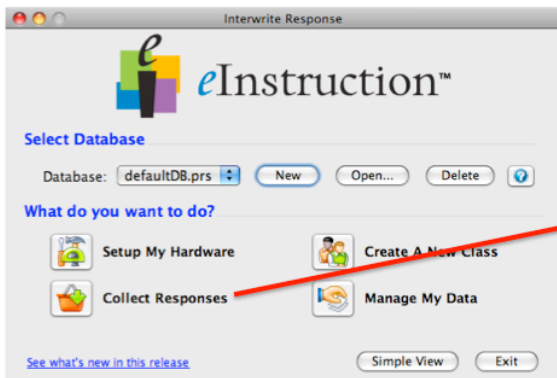 Interwrite Response
eInstruction™
Select Database
Database: defaultDB.prs New Open... Delete ?
What do you want to do?
Setup My Hardware Create A New Class
Collect Responses Manage My Data
See what's new in this release Simple View Exit